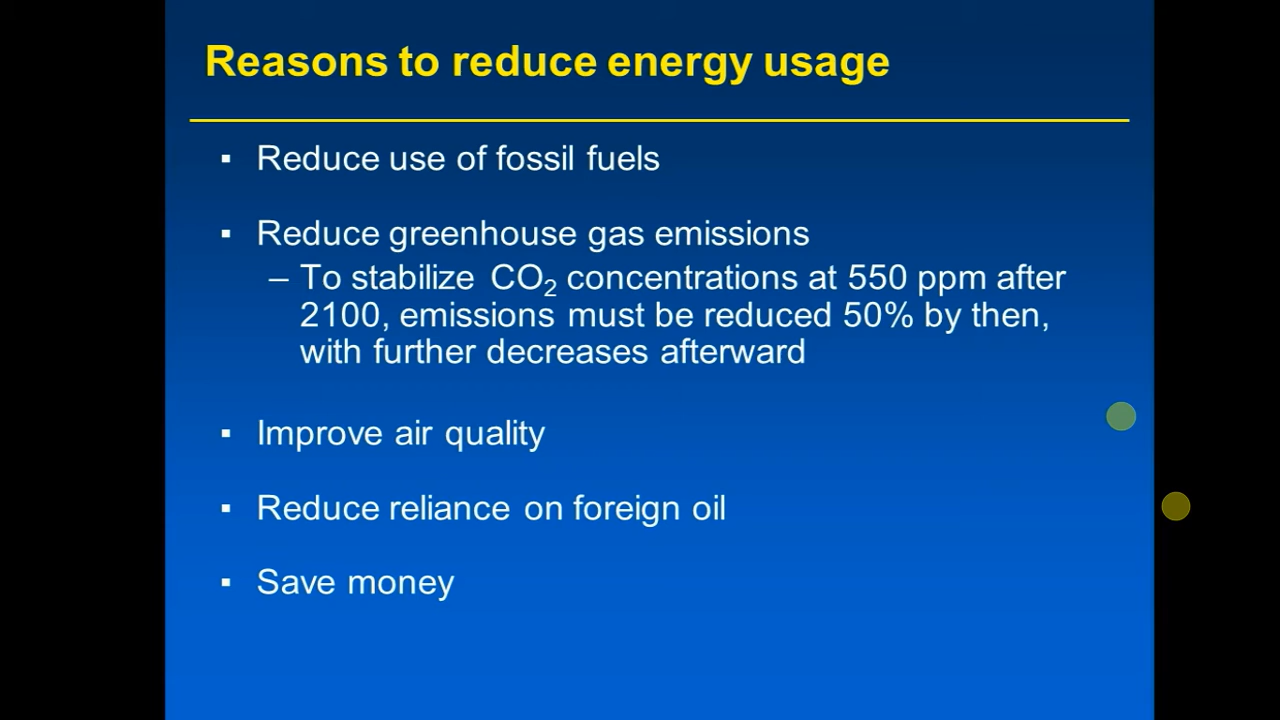 Reasons to reduce energy usage
▪ Reduce use of fossil fuels
▪ Reduce greenhouse gas emissions
– To stabilize CO₂ concentrations at 550 ppm after
2100, emissions must be reduced 50% by then,
with further decreases afterward
▪ Improve air quality
▪ Reduce reliance on foreign oil
▪ Save money